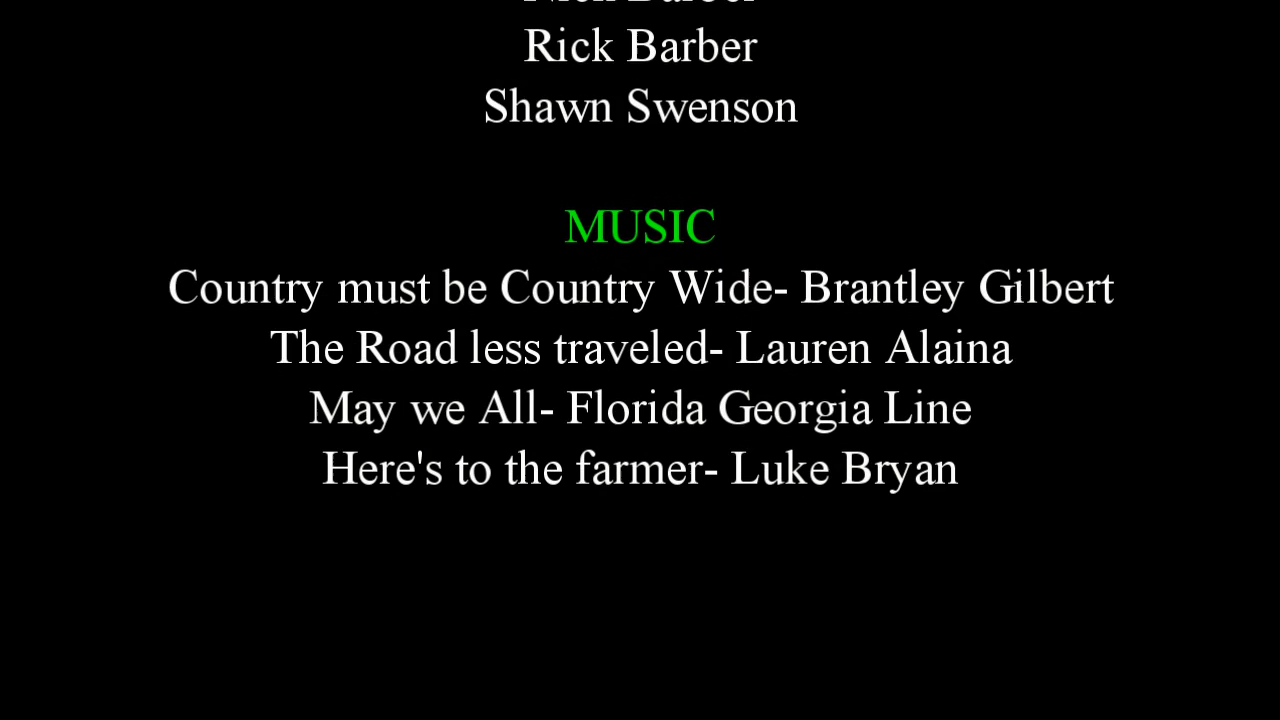 Rick Barber
Shawn Swenson
MUSIC
Country must be Country Wide- Brantley Gilbert
The Road less traveled- Lauren Alaina
May we All- Florida Georgia Line
Here's to the farmer- Luke Bryan